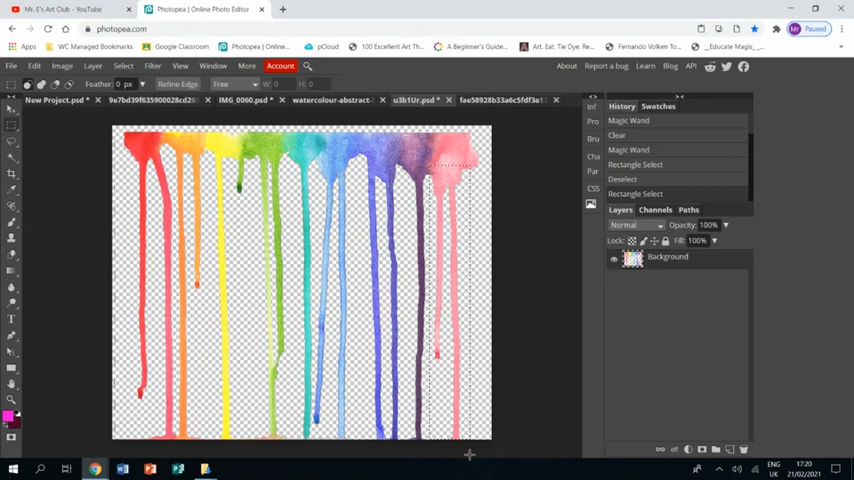 Mr. E's Art Club - YouTube
Photopea | Online Photo Editor
photopea.com
Paused
Apps
WC Managed Bookmarks
Google Classroom
Photopea | Online...
pCloud
100 Excellent Art Th...
A Beginner's Guide...
Art. Eat. Tie Dye. Re...
Fernando Volken To...
__Educate Magis_ -...
File Edit Image Layer Select Filter View Window More Account
About Report a bug Learn Blog API
Feather: 0 px Refine Edge Free W: 0 H: 0
New Project.psd *
IMG_0060.psd *
watercolour-abstract-
u3b1Ur.psd *
Inf
Pro
Bru
Cha
Par
CSS
History Swatches
Magic Wand
Clear
Magic Wand
Rectangle Select
Deselect
Rectangle Select
Layers Channels Paths
Normal Opacity: 100%
Lock: Fill: 100%
Background
ENG
UK
17:20
21/02/2021